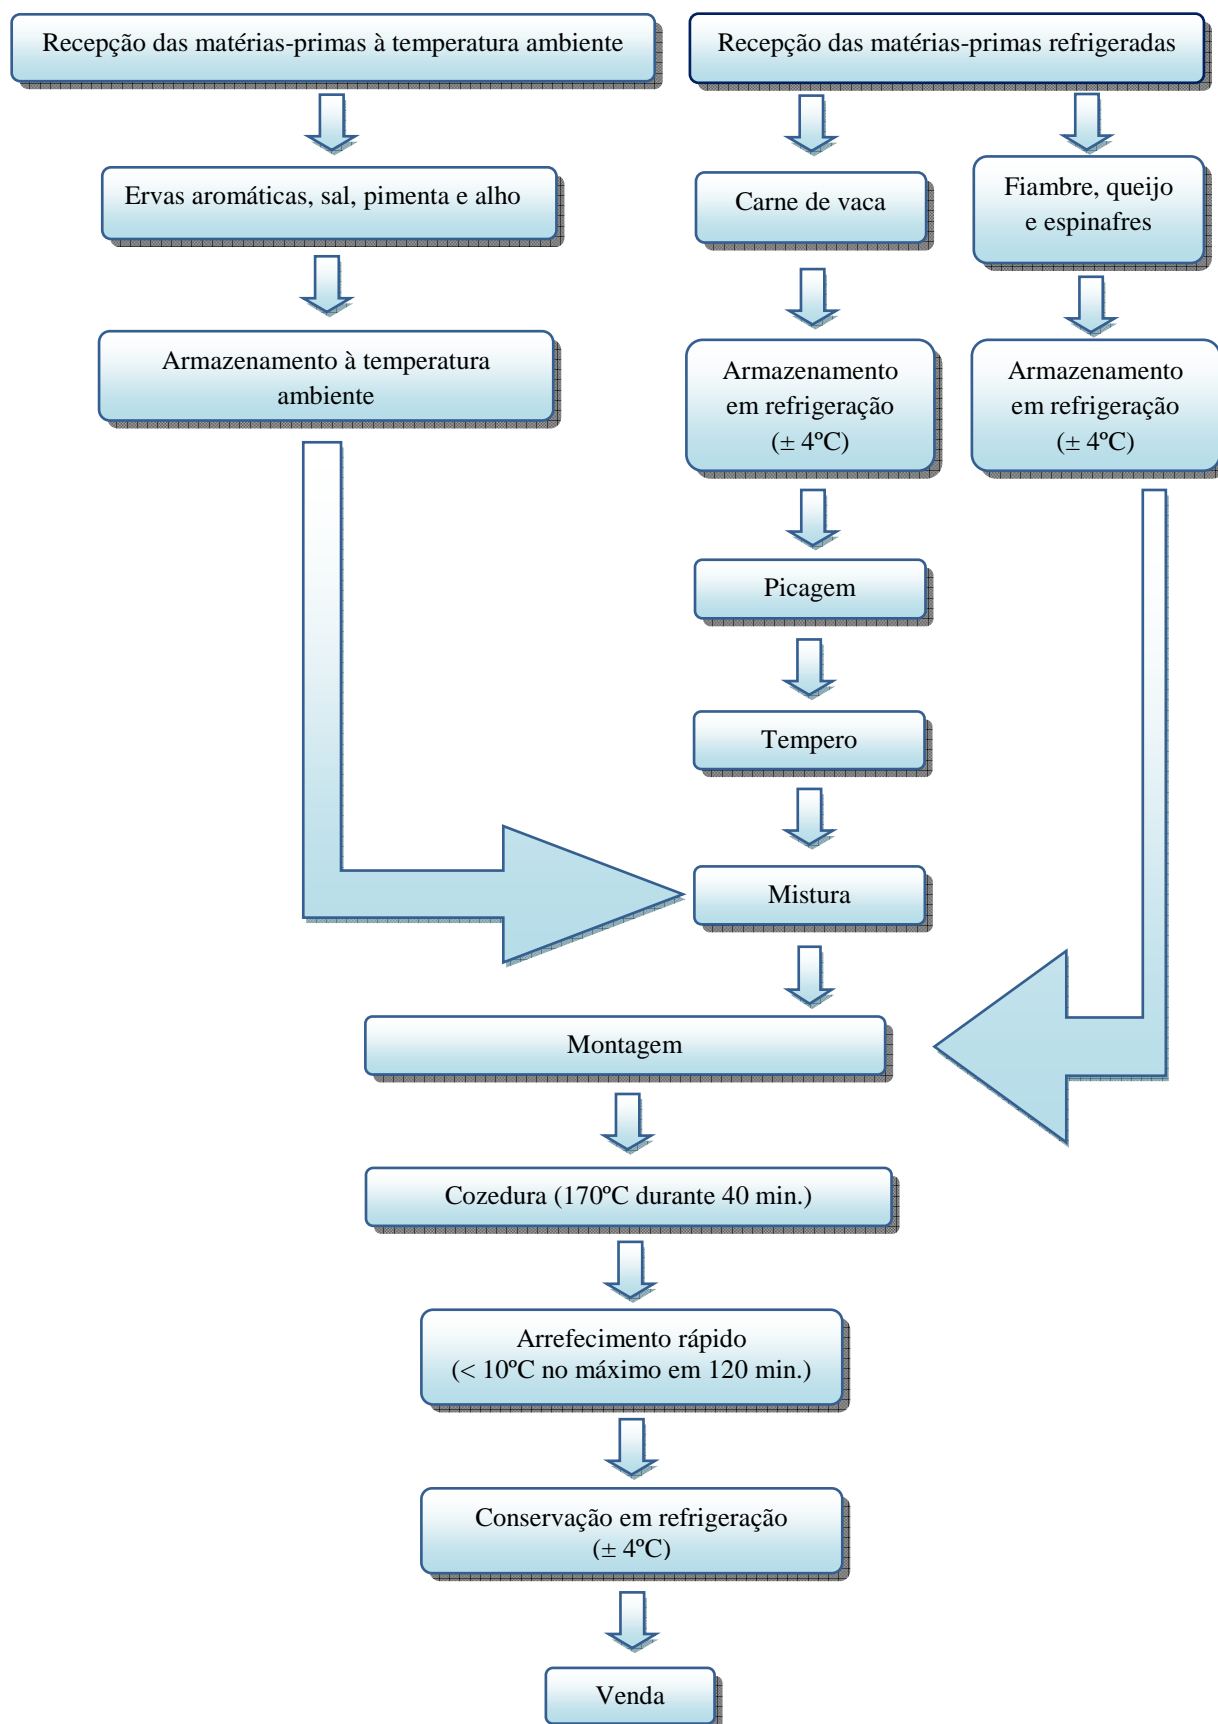 Recepção das matérias-primas à temperatura ambiente
Recepção das matérias-primas refrigeradas
Ervas aromáticas, sal, pimenta e alho
Carne de vaca
Fiambre, queijo
e espinafres
Armazenamento à temperatura
ambiente
Armazenamento
em refrigeração
(± 4ºC)
Armazenamento
em refrigeração
(± 4ºC)
Picagem
Tempero
Mistura
Montagem
Cozedura (170ºC durante 40 min.)
Arrefecimento rápido
(< 10ºC no máximo em 120 min.)
Conservação em refrigeração
(± 4ºC)
Venda